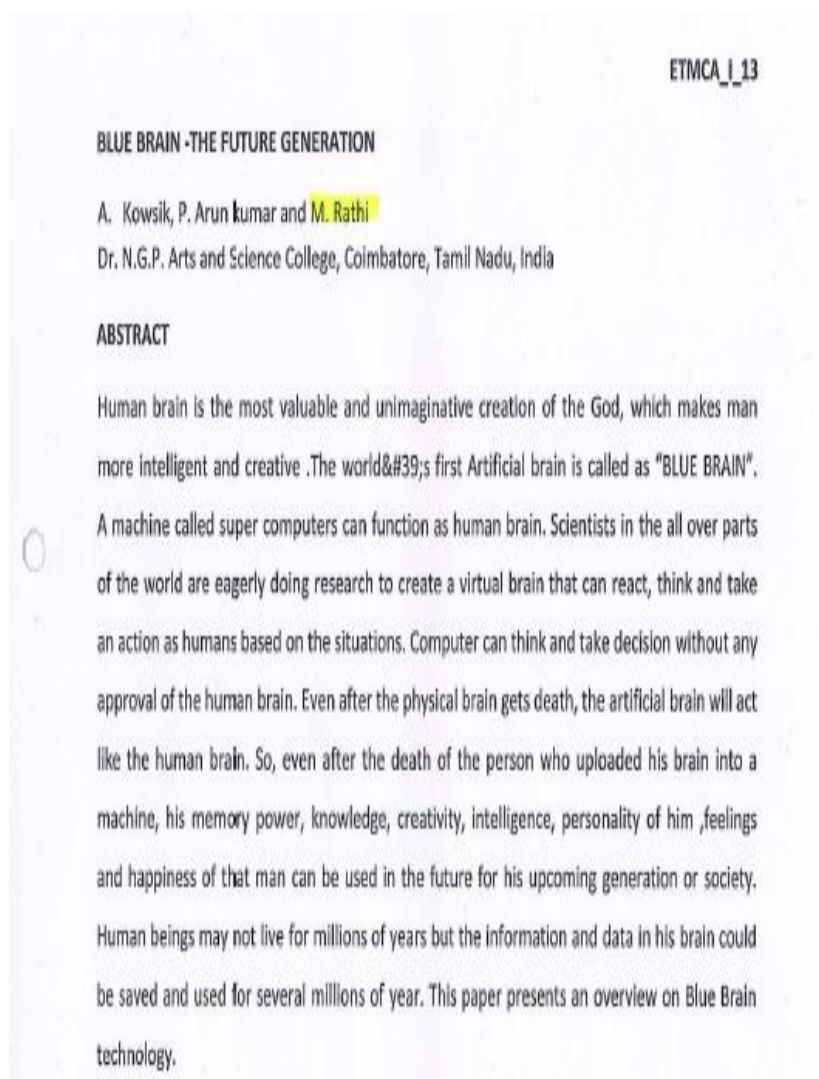 ETMCA_I_13
BLUE BRAIN -THE FUTURE GENERATION
A. Kowsik, P. Arun kumar and M. Rathi
Dr. N.G.P. Arts and Science College, Coimbatore, Tamil Nadu, India
ABSTRACT
Human brain is the most valuable and unimaginative creation of the God, which makes man
more intelligent and creative .The world&#39;s first Artificial brain is called as "BLUE BRAIN".
A machine called super computers can function as human brain. Scientists in the all over parts
of the world are eagerly doing research to create a virtual brain that can react, think and take
an action as humans based on the situations. Computer can think and take decision without any
approval of the human brain. Even after the physical brain gets death, the artificial brain will act
like the human brain. So, even after the death of the person who uploaded his brain into a
machine, his memory power, knowledge, creativity, intelligence, personality of him ,feelings
and happiness of that man can be used in the future for his upcoming generation or society.
Human beings may not live for millions of years but the information and data in his brain could
be saved and used for several millions of year. This paper presents an overview on Blue Brain
technology.